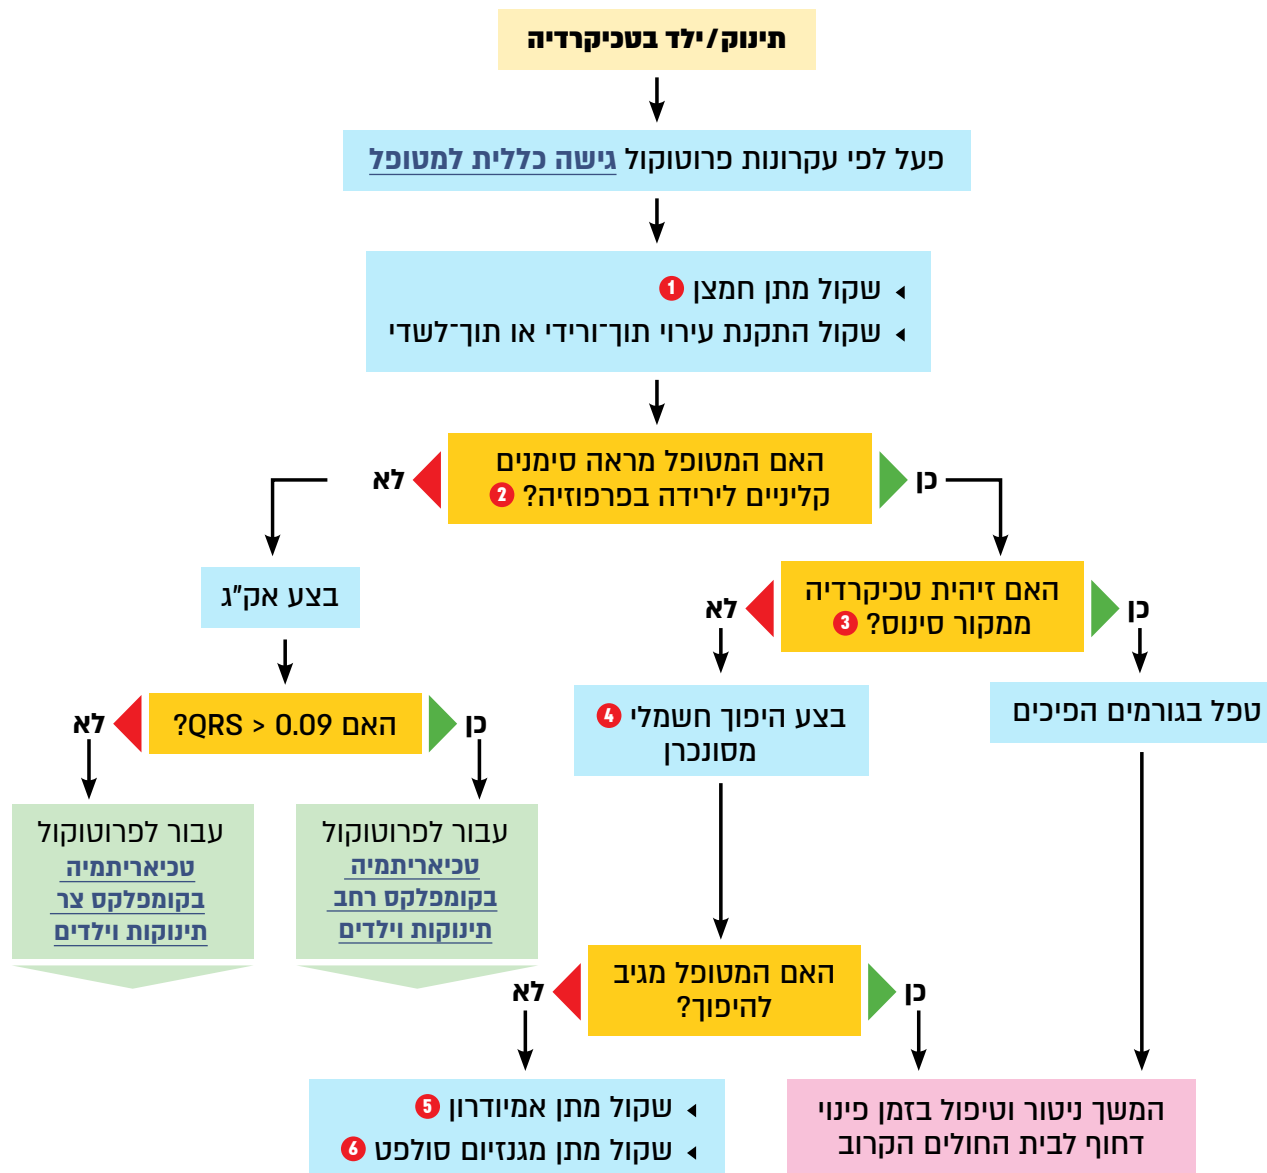 תינוק/ילד בטכיקרדיה
פעל לפי עקרונות פרוטוקול גישה כללית למטופל
שקול מתן חמצן 1
שקול התקנת עירוי תוך־ורידי או תוך־לשדי
האם המטופל מראה סימנים
קליניים לירידה בפרפוזיה? 2
כן
לא
האם זיהית טכיקרדיה
ממקור סינוס? 3
כן
לא
בצע אק"ג
טפל בגורמים הפיכים
בצע היפוך חשמלי 4
מסונכרן
האם QRS > 0.09?
כן
לא
עבור לפרוטוקול
טכיאריתמיה
בקומפלקס רחב
תינוקות וילדים
עבור לפרוטוקול
טכיאריתמיה
בקומפלקס צר
תינוקות וילדים
האם המטופל מגיב
להיפוך?
כן
לא
המשך ניטור וטיפול בזמן פינוי
דחוף לבית החולים הקרוב
שקול מתן אמיודרון 5
שקול מתן מגנזיום סולפט 6